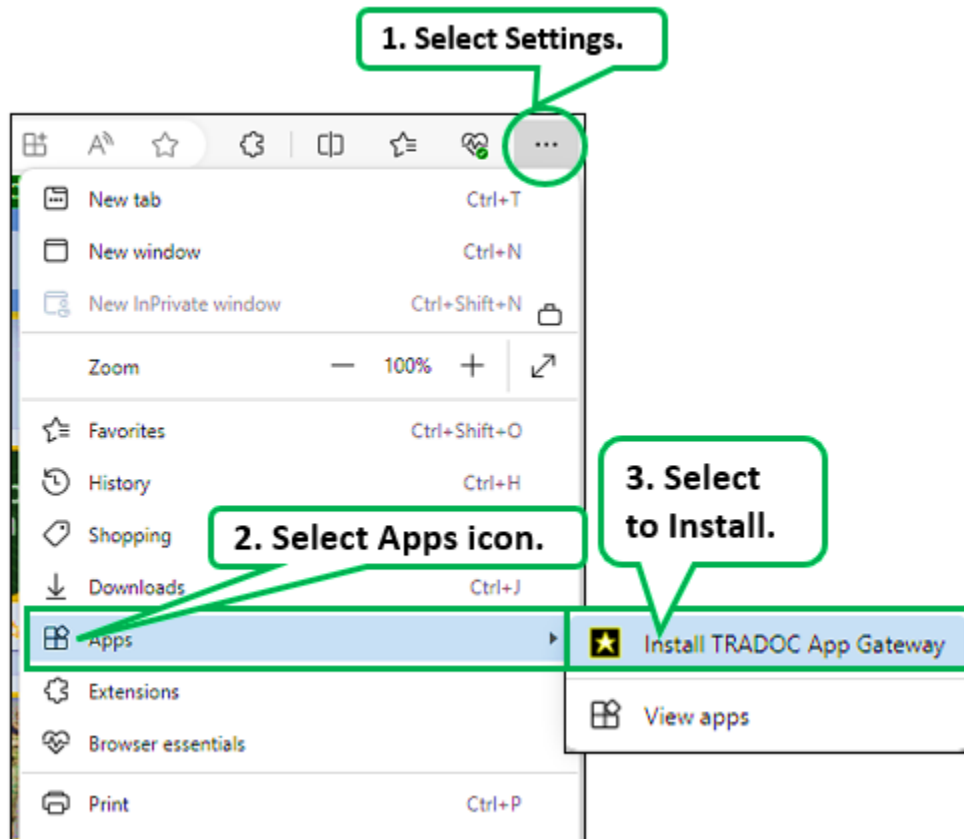 1. Select Settings.
New tab Ctrl+T
New window Ctrl+N
New InPrivate window Ctrl+Shift+N
Zoom — 100% +
Favorites Ctrl+Shift+O
History Ctrl+H
Shopping
2. Select Apps icon.
3. Select
to Install.
Downloads Ctrl+J
Apps
Install TRADOC App Gateway
Extensions
View apps
Browser essentials
Print Ctrl+P